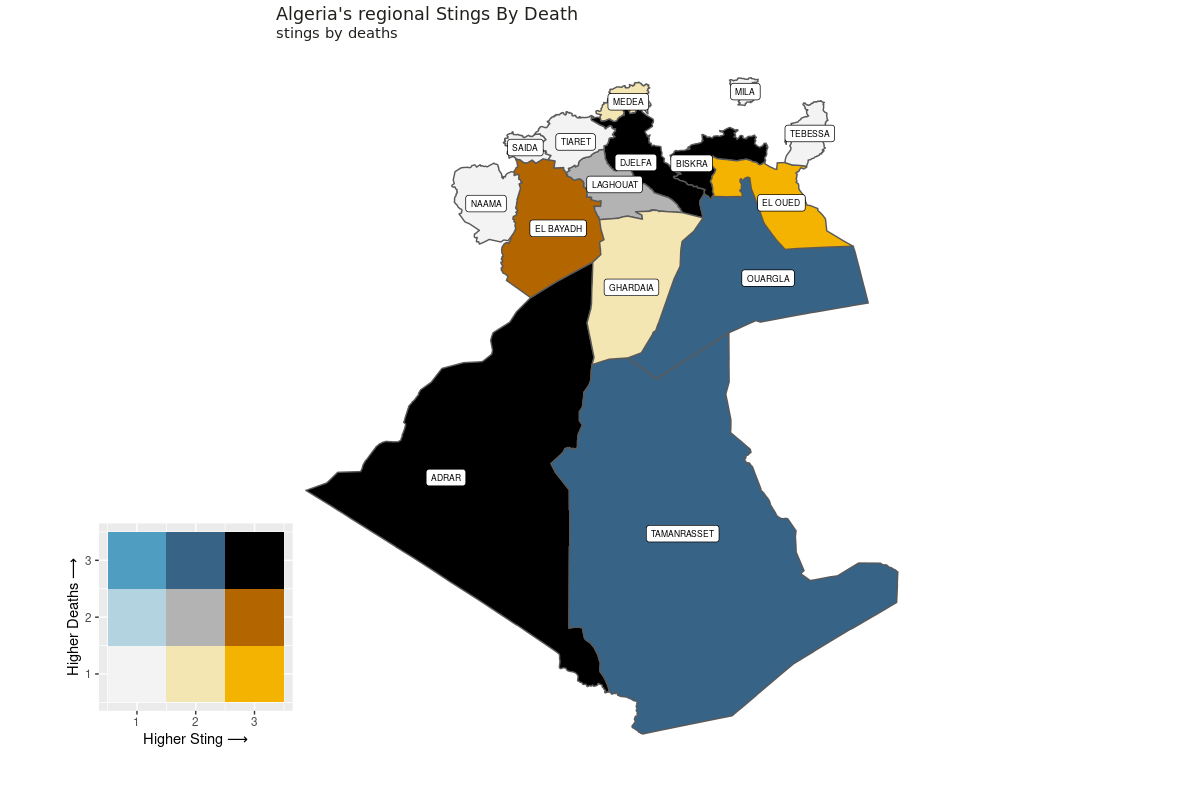 Algeria's regional Stings By Death
stings by deaths
MEDEA
MILA
TEBESSA
TIARET
SAIDA
DJELFA
BISKRA
LAGHOUAT
NAAMA
EL OUED
EL BAYADH
OUARGLA
GHARDAIA
ADRAR
TAMANRASSET
3
2
1
Higher Deaths ⟶
1 2 3
Higher Sting ⟶